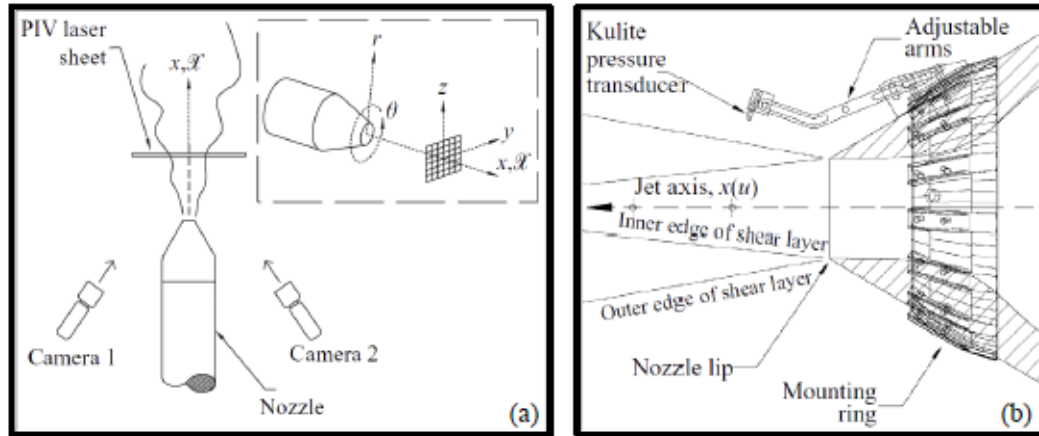 PIV laser
sheet
x,𝒳
r
θ
z
y
x,𝒳
Camera 1
Camera 2
Nozzle
(a)
Kulite
pressure
transducer
Adjustable
arms
Jet axis, x(u)
Inner edge of shear layer
Outer edge of shear layer
Nozzle lip
Mounting
ring
(b)